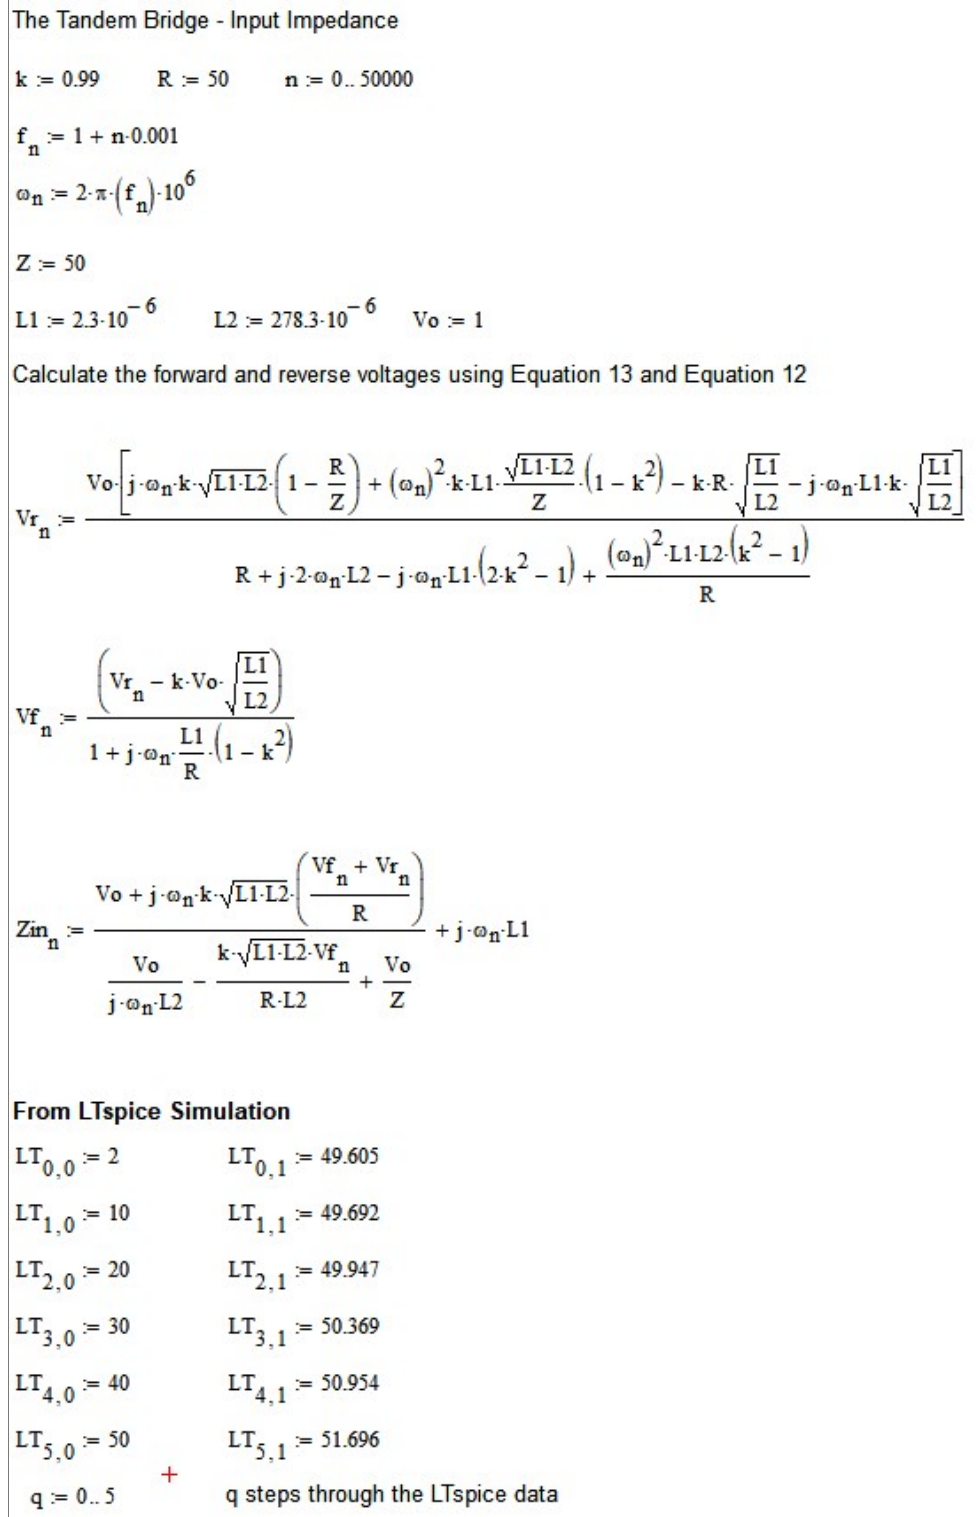 The Tandem Bridge - Input Impedance
k := 0.99 R := 50 n := 0.. 50000
f_n := 1 + n·0.001
ω_n := 2·π·(f_n)·10^6
Z := 50
L1 := 2.3·10^-6 L2 := 278.3·10^-6 Vo := 1
Calculate the forward and reverse voltages using Equation 13 and Equation 12
Vr_n := Vo·[j·ω_n·k·√(L1·L2)·(1 - R/Z) + (ω_n)^2·k·L1·√(L1·L2)/Z·(1 - k^2) - k·R·√(L1/L2) - j·ω_n·L1·k·√(L1/L2)] / (R + j·2·ω_n·L2 - j·ω_n·L1·(2·k^2 - 1) + (ω_n)^2·L1·L2·(k^2 - 1)/R)
Vf_n := (Vr_n - k·Vo·√(L1/L2)) / (1 + j·ω_n·L1/R·(1 - k^2))
Zin_n := (Vo + j·ω_n·k·√(L1·L2)·((Vf_n + Vr_n)/R)) / (Vo/(j·ω_n·L2) - k·√(L1·L2)·Vf_n/(R·L2) + Vo/Z) + j·ω_n·L1
From LTspice Simulation
LT_0,0 := 2 LT_0,1 := 49.605
LT_1,0 := 10 LT_1,1 := 49.692
LT_2,0 := 20 LT_2,1 := 49.947
LT_3,0 := 30 LT_3,1 := 50.369
LT_4,0 := 40 LT_4,1 := 50.954
LT_5,0 := 50 LT_5,1 := 51.696
q := 0.. 5 q steps through the LTspice data